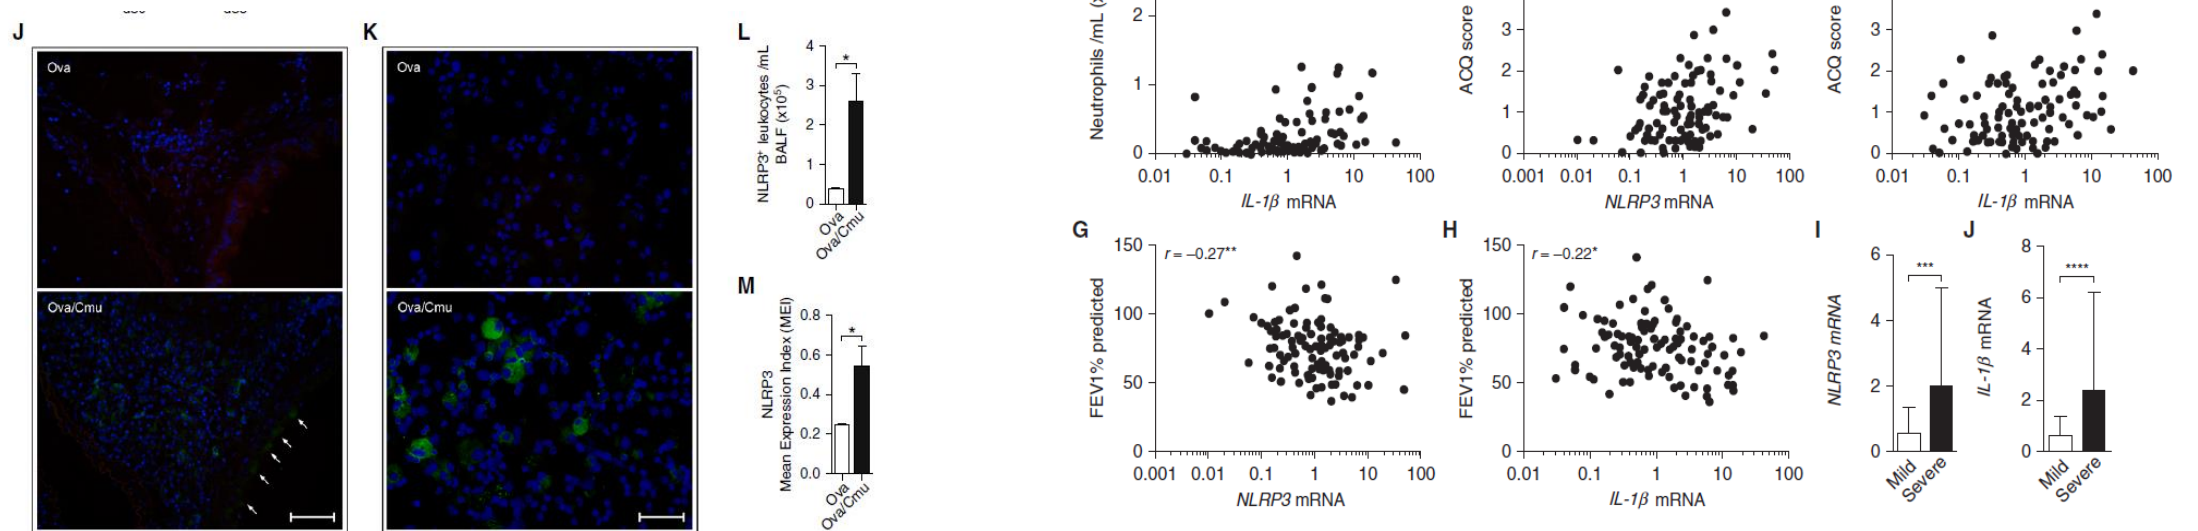 J
Ova
Ova/Cmu
K
Ova
Ova/Cmu
L
NLRP3⁺ leukocytes /mL
BALF (x10⁵)
4
3
2
1
0
*
Ova
Ova/Cmu
M
NLRP3
Mean Expression Index (MEI)
0.8
0.6
0.4
0.2
0.0
*
Ova
Ova/Cmu
Neutrophils /mL
2
1
0
0.01 0.1 1 10 100
IL-1β mRNA
ACQ score
3
2
1
0
0.001 0.01 0.1 1 10 100
NLRP3 mRNA
ACQ score
3
2
1
0
0.01 0.1 1 10 100
IL-1β mRNA
G
r = –0.27**
FEV1% predicted
150
100
50
0
0.001 0.01 0.1 1 10 100
NLRP3 mRNA
H
r = –0.22*
FEV1% predicted
150
100
50
0
0.01 0.1 1 10 100
IL-1β mRNA
I
NLRP3 mRNA
6
4
2
0
***
Mild
Severe
J
IL-1β mRNA
8
6
4
2
0
****
Mild
Severe